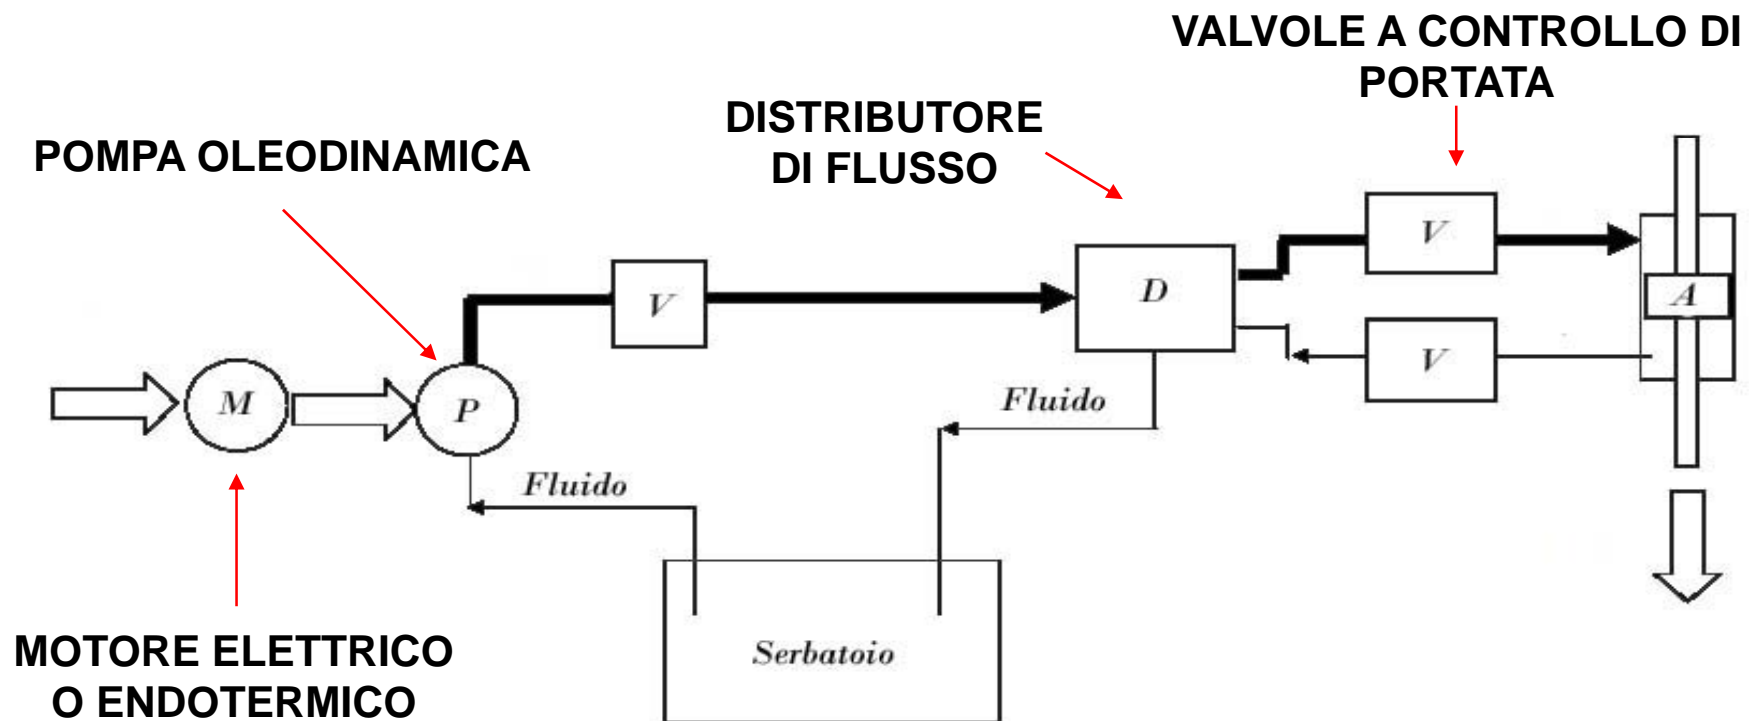 VALVOLE A CONTROLLO DI
PORTATA
DISTRIBUTORE
DI FLUSSO
POMPA OLEODINAMICA
V
D
A
V
V
M
P
Fluido
Fluido
Serbatoio
MOTORE ELETTRICO
O ENDOTERMICO